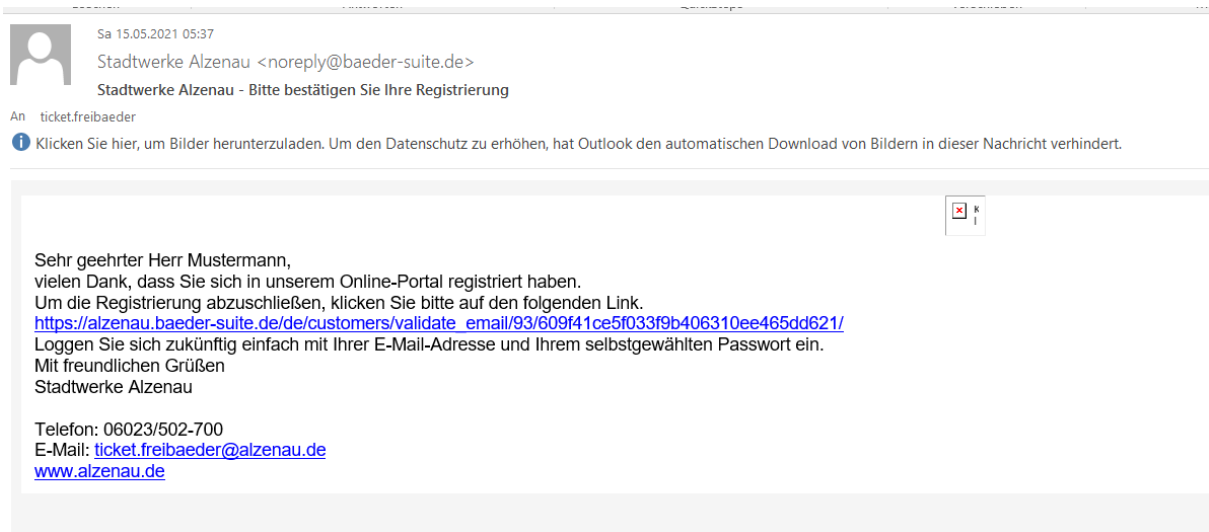 Sa 15.05.2021 05:37
Stadtwerke Alzenau <noreply@baeder-suite.de>
Stadtwerke Alzenau - Bitte bestätigen Sie Ihre Registrierung
An ticket.freibaeder
Klicken Sie hier, um Bilder herunterzuladen. Um den Datenschutz zu erhöhen, hat Outlook den automatischen Download von Bildern in dieser Nachricht verhindert.
Sehr geehrter Herr Mustermann,
vielen Dank, dass Sie sich in unserem Online-Portal registriert haben.
Um die Registrierung abzuschließen, klicken Sie bitte auf den folgenden Link.
https://alzenau.baeder-suite.de/de/customers/validate_email/93/609f41ce5f033f9b406310ee465dd621/
Loggen Sie sich zukünftig einfach mit Ihrer E-Mail-Adresse und Ihrem selbstgewählten Passwort ein.
Mit freundlichen Grüßen
Stadtwerke Alzenau
Telefon: 06023/502-700
E-Mail: ticket.freibaeder@alzenau.de
www.alzenau.de